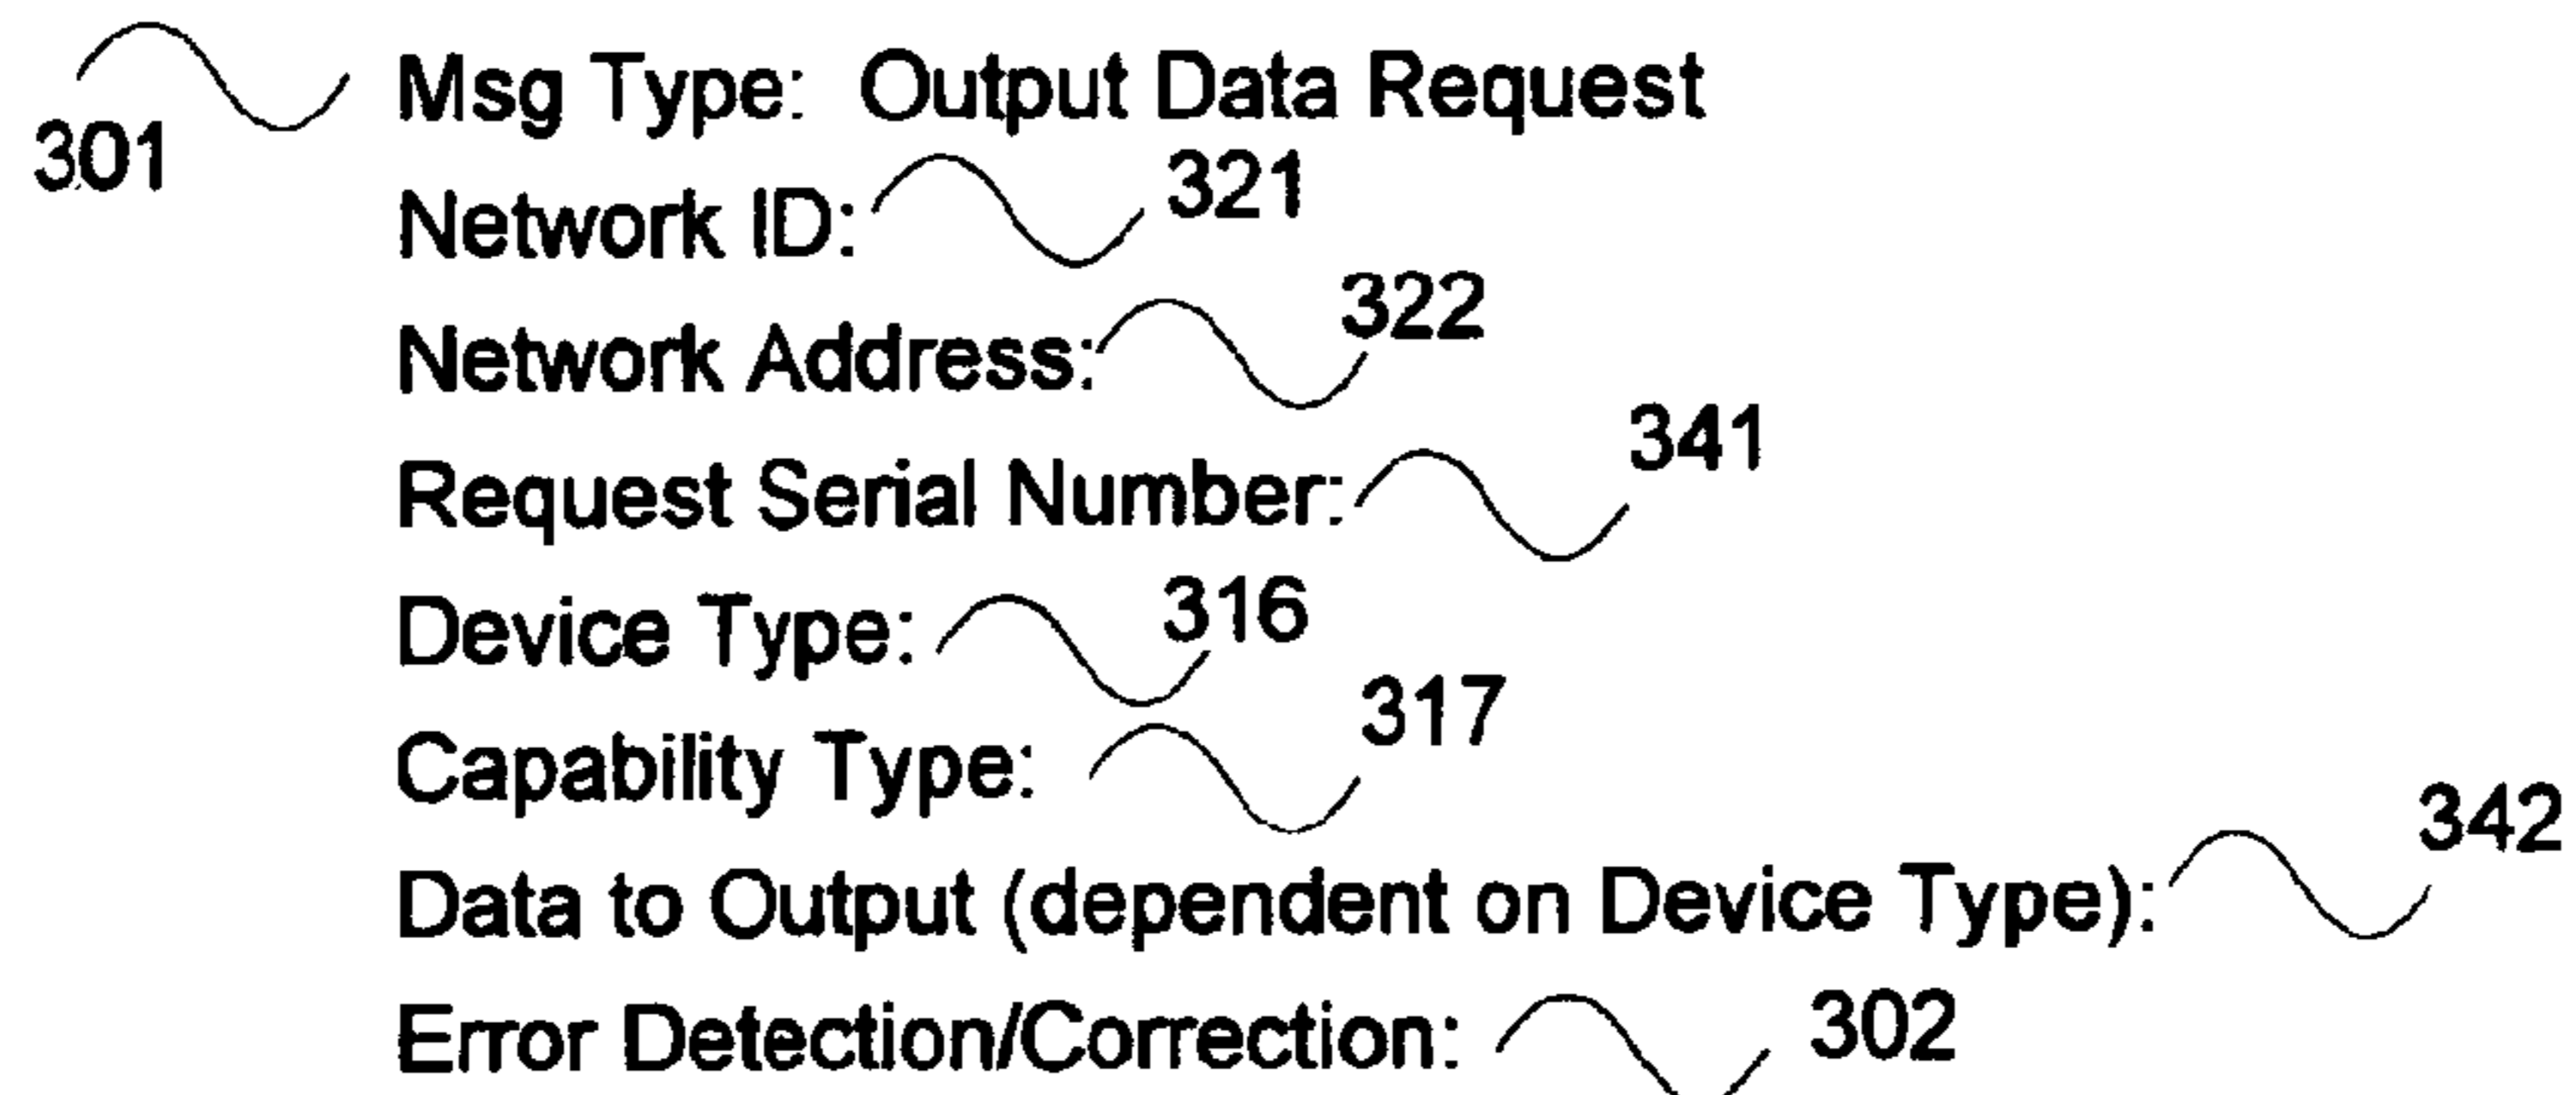 301 Msg Type: Output Data Request
Network ID: 321
Network Address: 322
Request Serial Number: 341
Device Type: 316
Capability Type: 317
Data to Output (dependent on Device Type): 342
Error Detection/Correction: 302